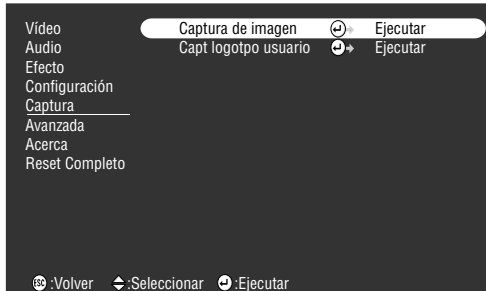 Vídeo Captura de imagen Ejecutar
Audio Capt logotpo usuario Ejecutar
Efecto
Configuración
Captura
Avanzada
Acerca
Reset Completo
ESC :Volver :Seleccionar :Ejecutar